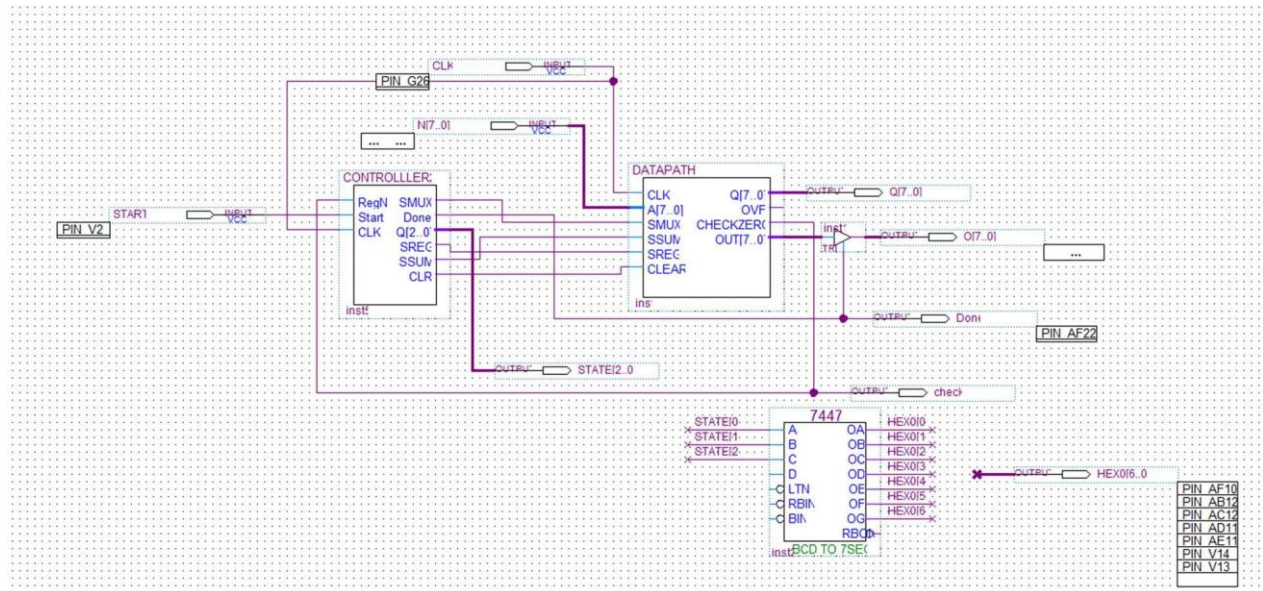 CLK
INPUT
VCC
PIN_G26
N[7..0]
INPUT
VCC
... ...
DATAPATH
CLK
A[7..0]
SMUX
SSUM
SREG
CLEAR
Q[7..0]
OVF
CHECKZERO
OUT[7..0]
inst
CONTROLLLER
RegN
Start
CLK
SMUX
Done
Q[2..0]
SREG
SSUM
CLR
START
INPUT
VCC
PIN_V2
OUTPUT
Q[7..0]
inst
TRI
OUTPUT
O[7..0]
...
OUTPUT
Done
PIN_AF22
OUTPUT
STATE[2..0
OUTPUT
check
7447
STATE[0
STATE[1
STATE[2
A
B
C
D
LTN
RBIN
BIN
OA
OB
OC
OD
OE
OF
OG
RBON
HEX0[0
HEX0[1
HEX0[2
HEX0[3
HEX0[4
HEX0[5
HEX0[6
BCD TO 7SEG
OUTPUT
HEX0[6..0
PIN_AF10
PIN_AB12
PIN_AC12
PIN_AD11
PIN_AE11
PIN_V14
PIN_V13